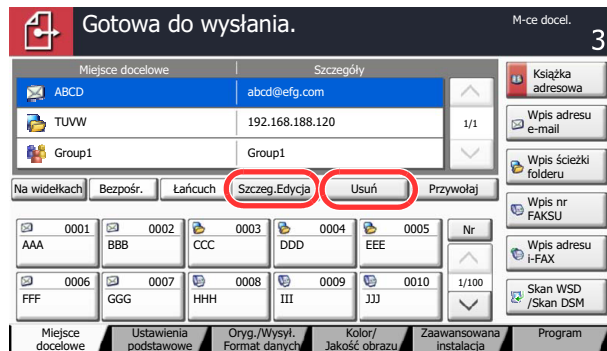 Gotowa do wysłania.
M-ce docel.
3
Miejsce docelowe Szczegóły
ABCD abcd@efg.com
TUVW 192.168.188.120
1/1
Group1 Group1
Książka
adresowa
Wpis adresu
e-mail
Wpis ścieżki
folderu
Wpis nr
FAKSU
Wpis adresu
i-FAX
Skan WSD
/Skan DSM
Na widełkach Bezpośr. Łańcuch Szczeg.Edycja Usuń Przywołaj
0001 0002 0003 0004 0005 Nr
AAA BBB CCC DDD EEE
0006 0007 0008 0009 0010 1/100
FFF GGG HHH III JJJ
Miejsce
docelowe
Ustawienia
podstawowe
Oryg./Wysył.
Format danych
Kolor/
Jakość obrazu
Zaawansowana
instalacja
Program